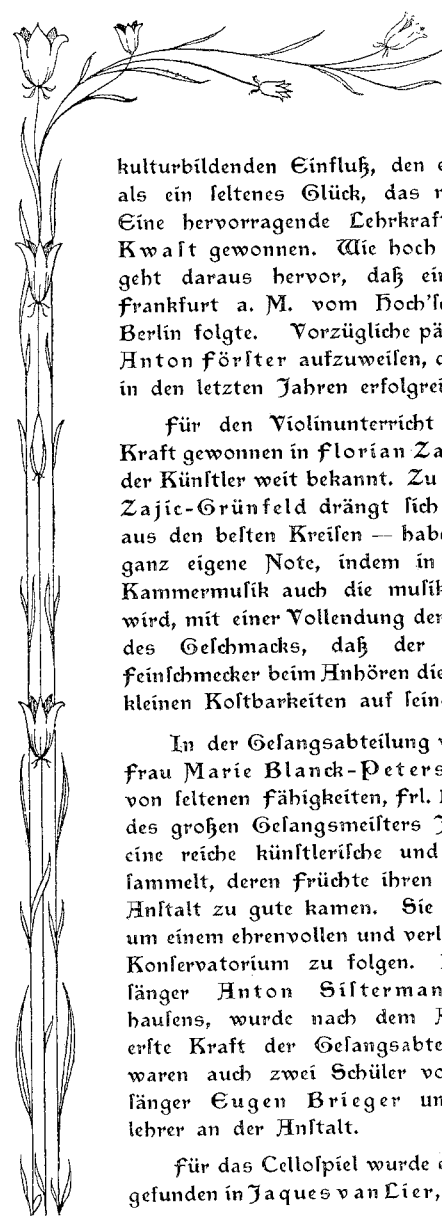 kulturbildenden Einfluß, den
als ein seltenes Glück, das
Eine hervorragende Lehrkraf
Kwast gewonnen. Wie hoch
geht daraus hervor, daß ein
Frankfurt a. M. vom Hoch's
Berlin folgte. Vorzügliche pä
Anton Förster aufzuweisen,
in den letzten Jahren erfolgrei
Für den Violinunterricht
Kraft gewonnen in Florian Za
der Künstler weit bekannt. Zu
Zajic-Grünfeld drängt sich
aus den besten Kreisen — habe
ganz eigene Note, indem in
Kammermusik auch die musik
wird, mit einer Vollendung der
des Geschmacks, daß der
Feinschmecker beim Anhören die
kleinen Kostbarkeiten auf sein
In der Gesangsabteilung
Frau Marie Blanck-Peters
von seltenen Fähigkeiten, Frl.
des großen Gesangsmeisters
eine reiche künstlerische und
sammelt, deren Früchte ihren
Anstalt zu gute kamen. Sie
um einem ehrenvollen und verl
Konservatorium zu folgen.
sänger Anton Sisterman
hausens, wurde nach dem
erste Kraft der Gesangsabte
waren auch zwei Schüler vo
sänger Eugen Brieger un
lehrer an der Anstalt.
Für das Cellospiel wurde
gefunden in Jaques van Lier,